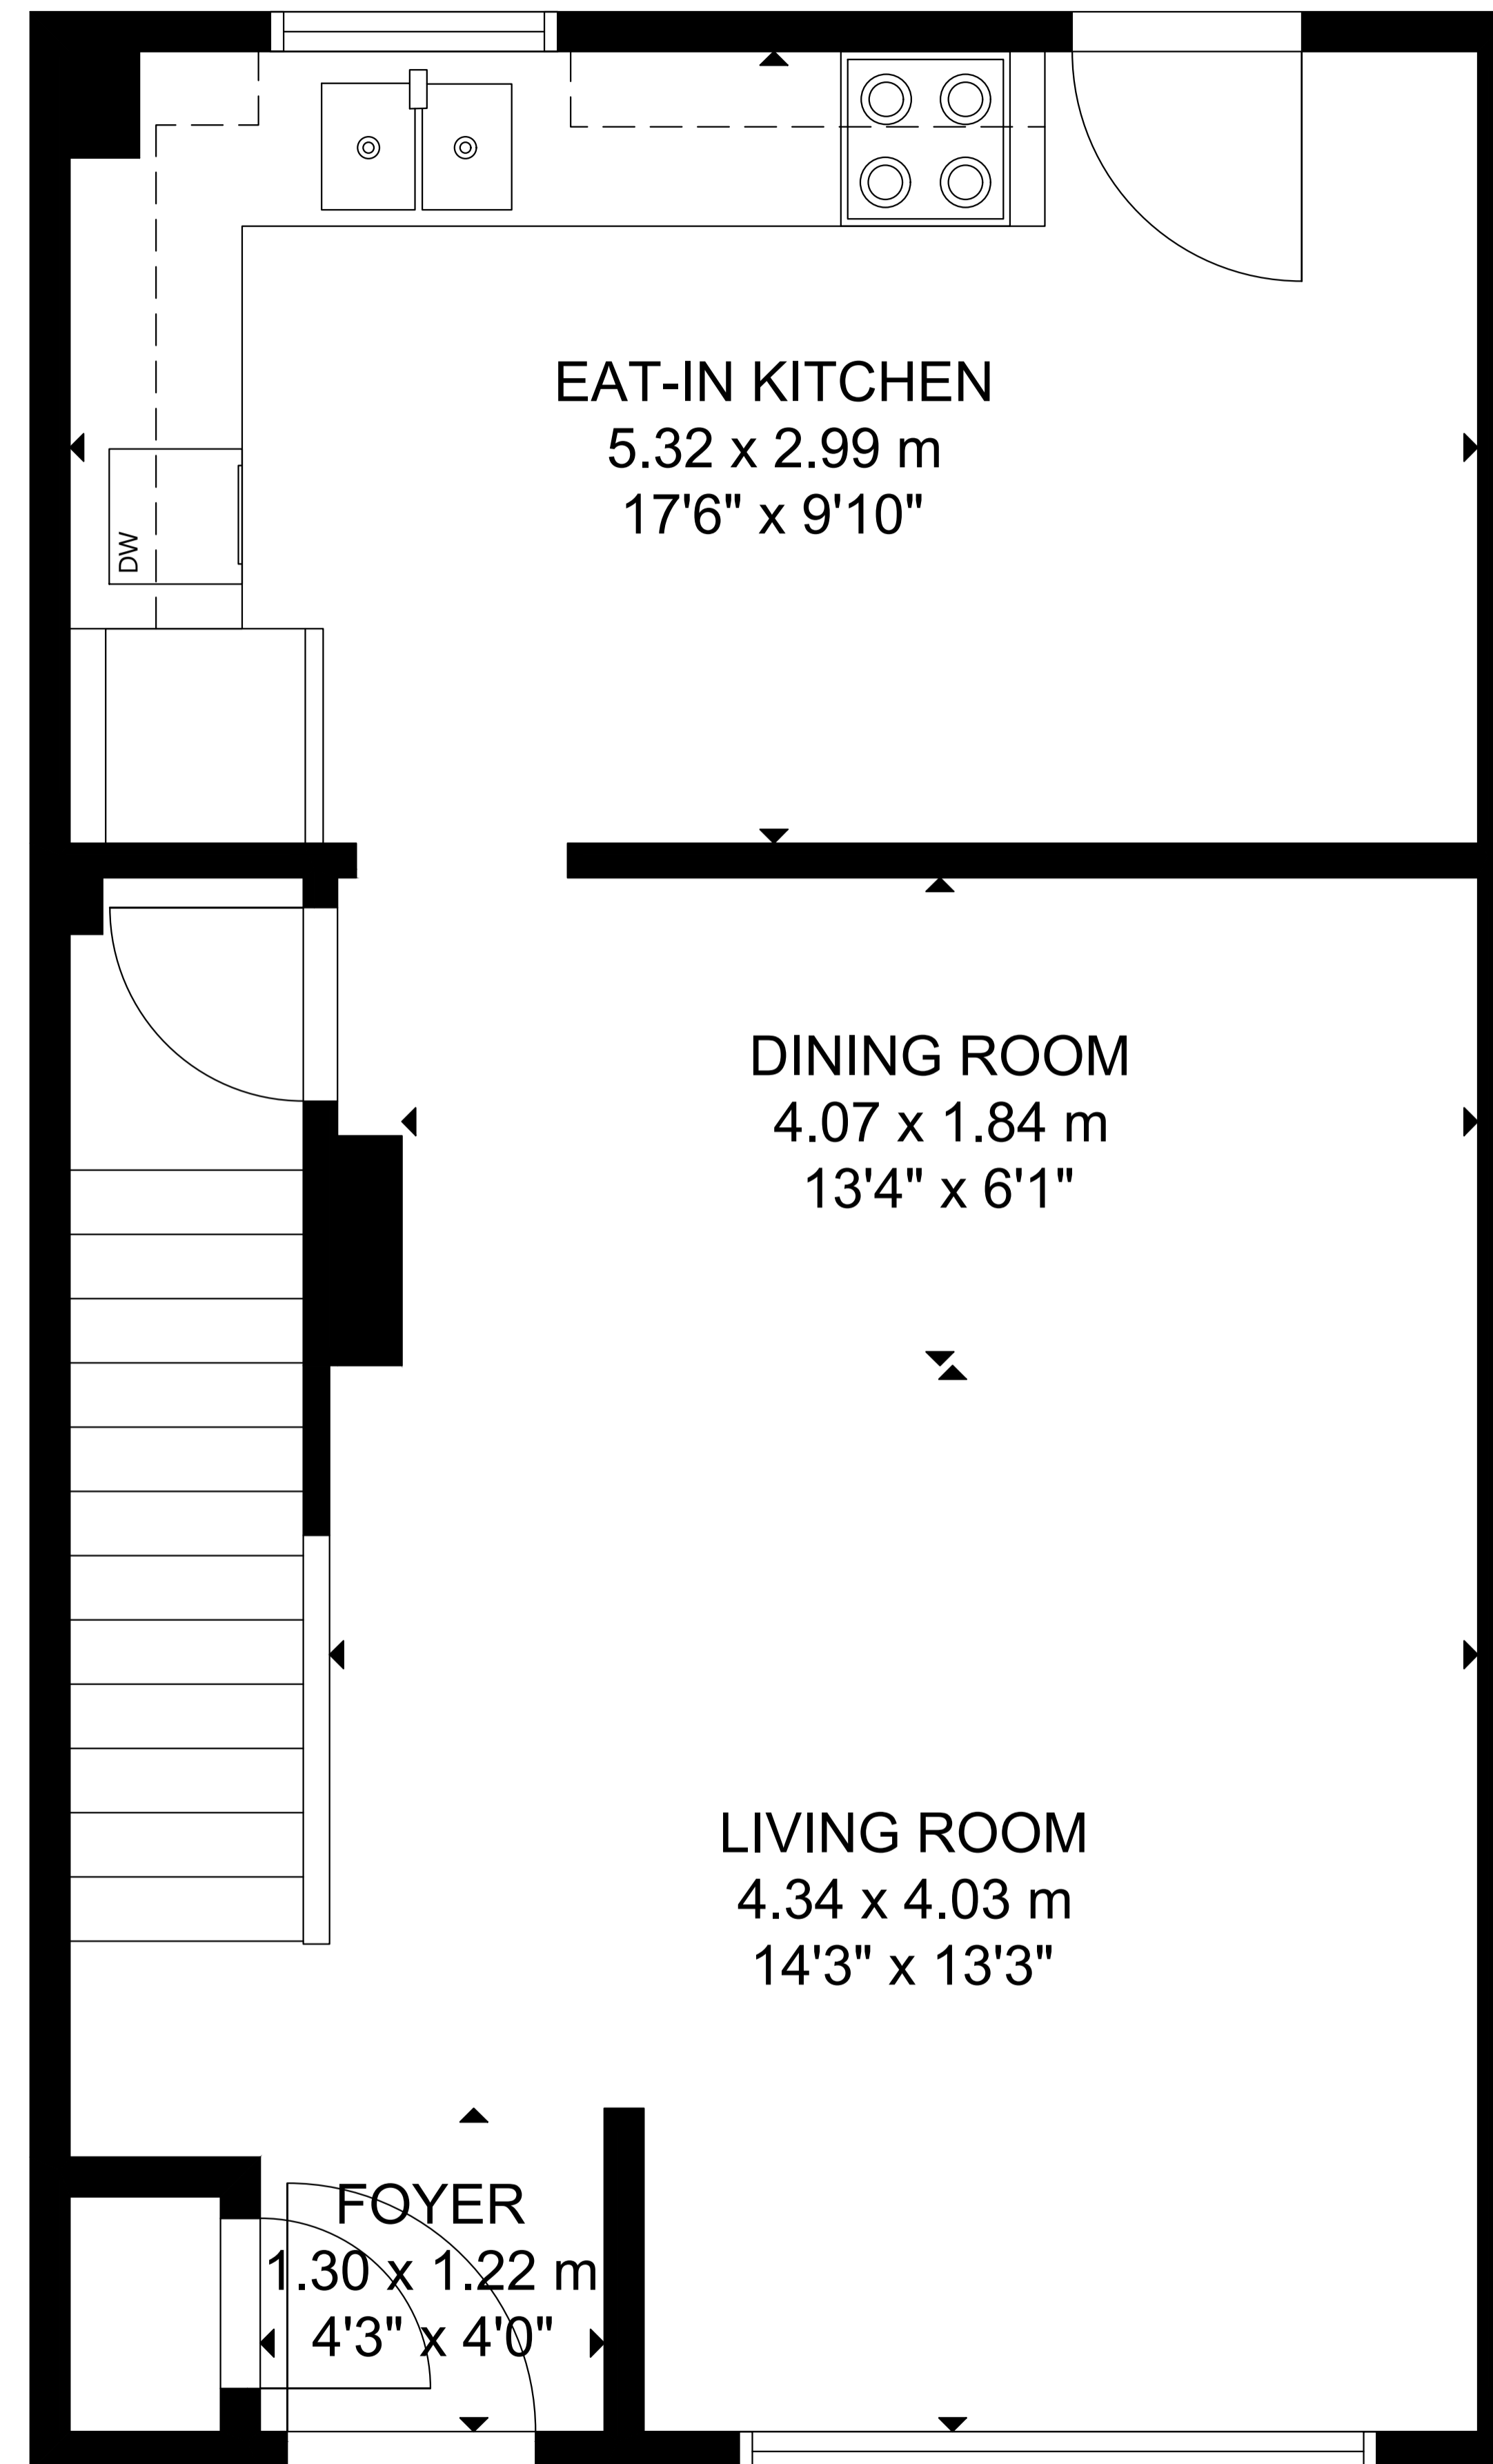 EAT-IN KITCHEN
5.32 x 2.99 m
17'6" x 9'10"
DW
DINING ROOM
4.07 x 1.84 m
13'4" x 6'1"
LIVING ROOM
4.34 x 4.03 m
14'3" x 13'3"
FOYER
1.30 x 1.22 m
4'3" x 4'0"